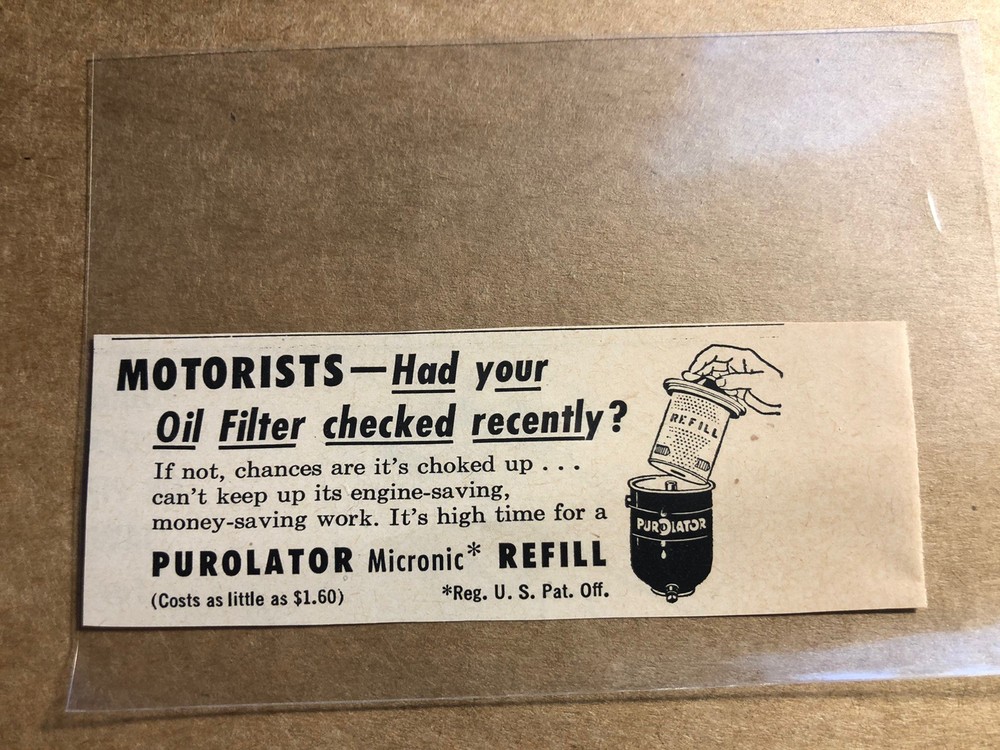 MOTORISTS—Had your
Oil Filter checked recently?
If not, chances are it's choked up . . .
can't keep up its engine-saving,
money-saving work. It's high time for a
PUROLATOR Micronic* REFILL
(Costs as little as $1.60) *Reg. U. S. Pat. Off.
REFILL
PUROLATOR